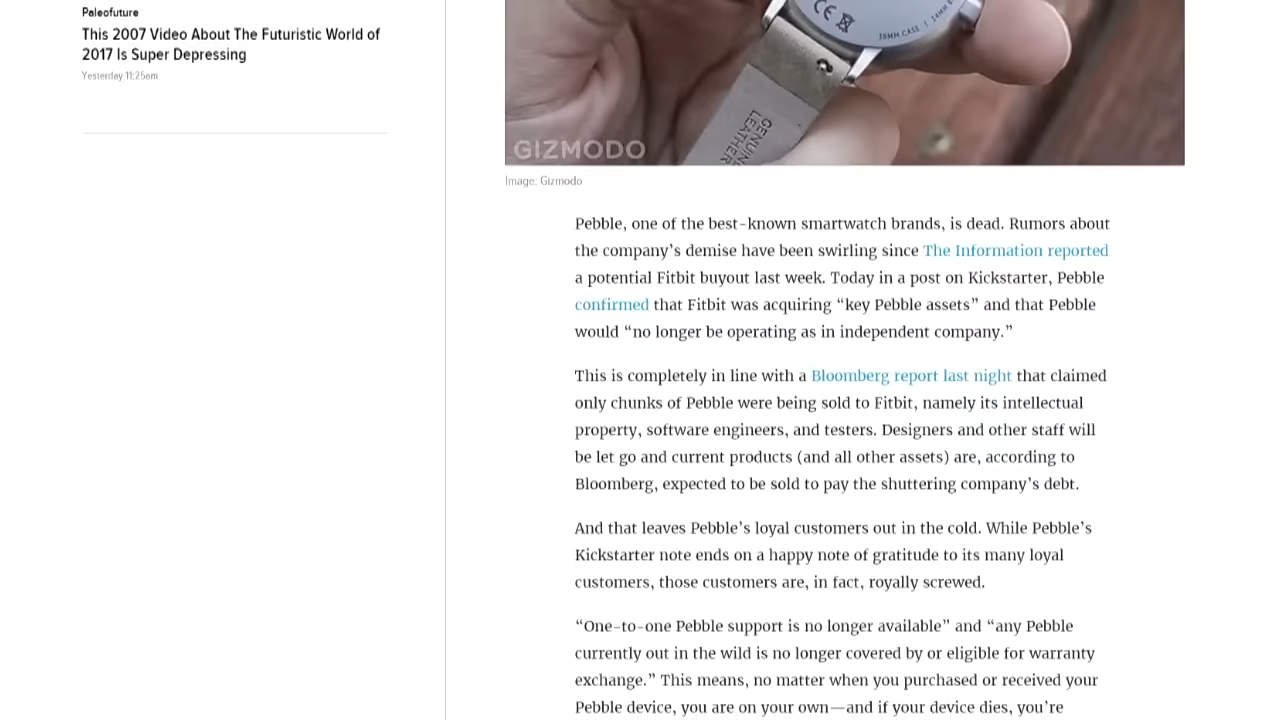 Paleofuture
This 2007 Video About The Futuristic World of
2017 Is Super Depressing
Yesterday 11:25am
CE
38MM CASE
GENUINE
LEATHER
GIZMODO
Image: Gizmodo
Pebble, one of the best-known smartwatch brands, is dead. Rumors about
the company’s demise have been swirling since The Information reported
a potential Fitbit buyout last week. Today in a post on Kickstarter, Pebble
confirmed that Fitbit was acquiring “key Pebble assets” and that Pebble
would “no longer be operating as in independent company.”
This is completely in line with a Bloomberg report last night that claimed
only chunks of Pebble were being sold to Fitbit, namely its intellectual
property, software engineers, and testers. Designers and other staff will
be let go and current products (and all other assets) are, according to
Bloomberg, expected to be sold to pay the shuttering company’s debt.
And that leaves Pebble’s loyal customers out in the cold. While Pebble’s
Kickstarter note ends on a happy note of gratitude to its many loyal
customers, those customers are, in fact, royally screwed.
“One-to-one Pebble support is no longer available” and “any Pebble
currently out in the wild is no longer covered by or eligible for warranty
exchange.” This means, no matter when you purchased or received your
Pebble device, you are on your own—and if your device dies, you’re